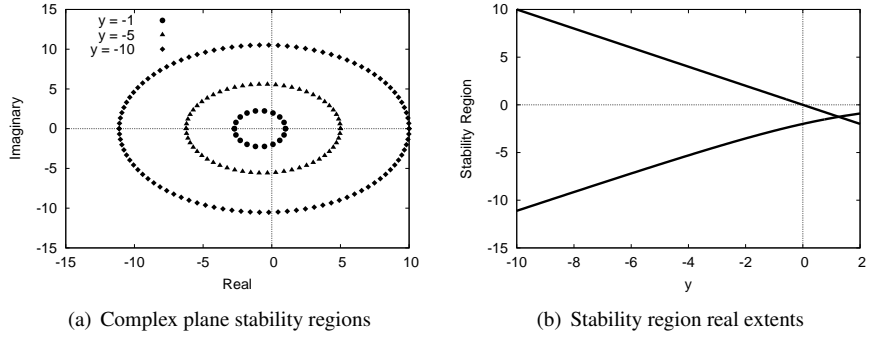 15
10
5
0
-5
-10
-15
-15
-10
-5
0
5
10
Imaginary
Real
y = -1
y = -5
y = -10
(a) Complex plane stability regions
10
5
0
-5
-10
-15
-10
-8
-6
-4
-2
0
2
Stability Region
y
(b) Stability region real extents